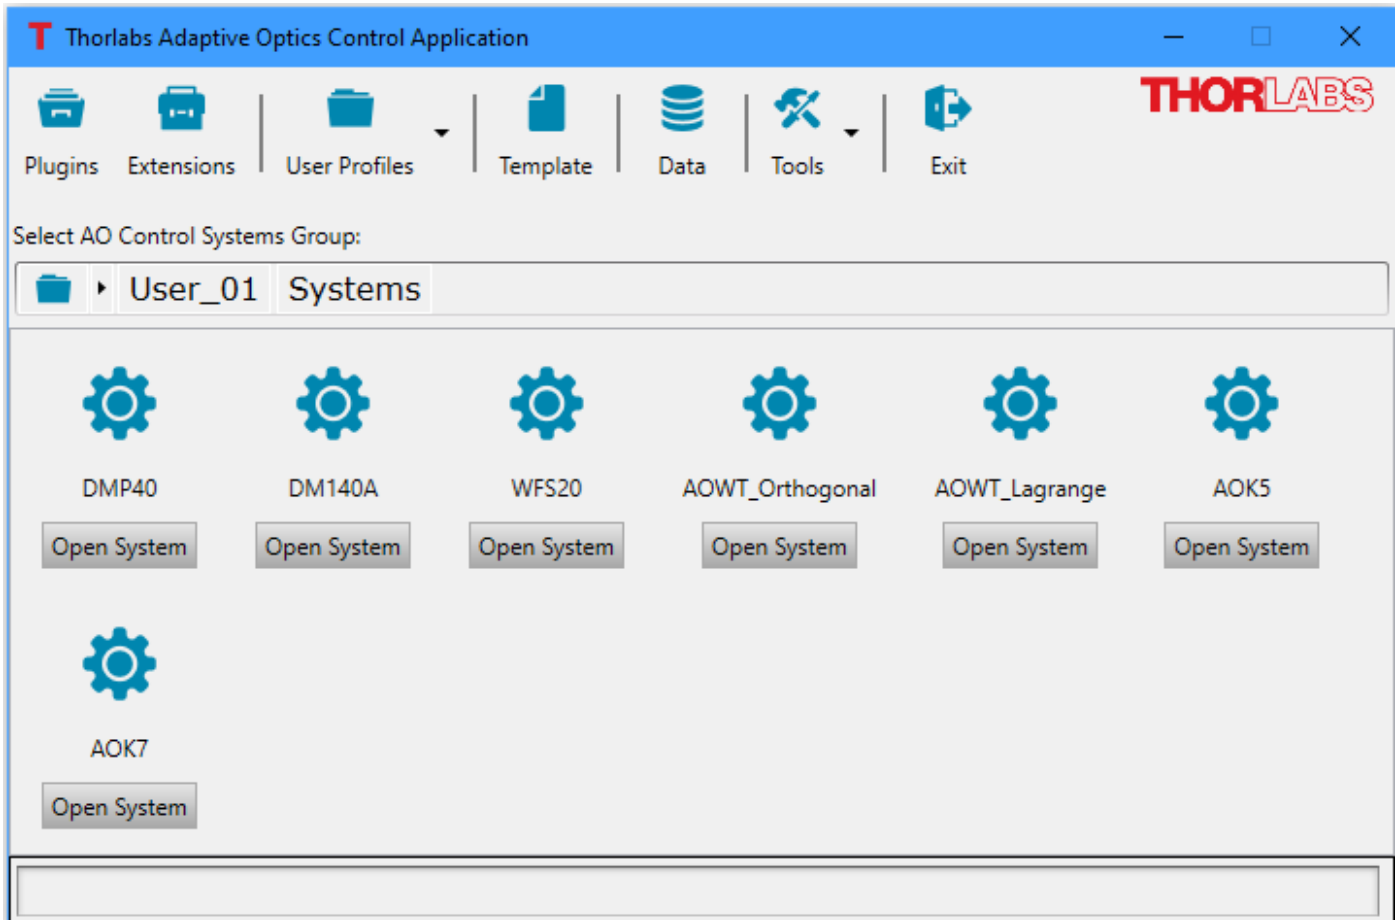 T Thorlabs Adaptive Optics Control Application
THORLABS
Plugins Extensions User Profiles Template Data Tools Exit
Select AO Control Systems Group:
User_01 Systems
DMP40 DM140A WFS20 AOWT_Orthogonal AOWT_Lagrange AOK5
Open System Open System Open System Open System Open System Open System
AOK7
Open System